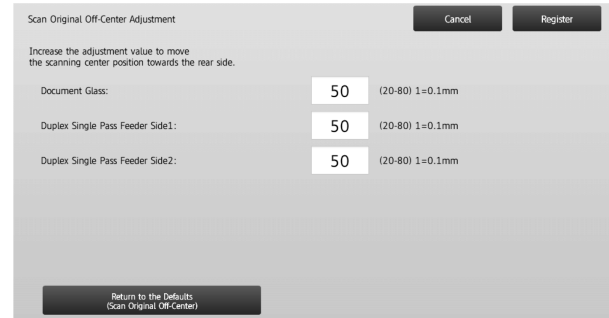 Scan Original Off-Center Adjustment
Cancel
Register
Increase the adjustment value to move
the scanning center position towards the rear side.
Document Glass:
50
(20-80) 1=0.1mm
Duplex Single Pass Feeder Side1:
50
(20-80) 1=0.1mm
Duplex Single Pass Feeder Side2:
50
(20-80) 1=0.1mm
Return to the Defaults
(Scan Original Off-Center)